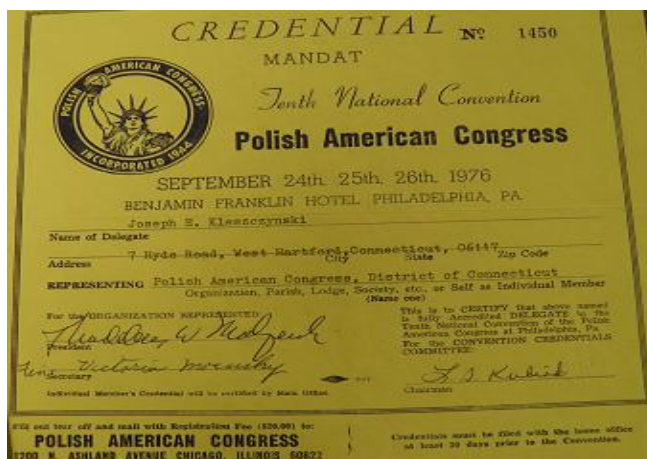 CREDENTIAL Nº 1450
MANDAT
POLISH AMERICAN CONGRESS
INCORPORATED 1944
Tenth National Convention
Polish American Congress
SEPTEMBER 24th, 25th, 26th, 1976
BENJAMIN FRANKLIN HOTEL PHILADELPHIA, PA.
Joseph E. Kleszczynski
Name of Delegate
7 Hyde Road, West Hartford, Connecticut, 06117
Address City State Zip Code
REPRESENTING Polish American Congress, District of Connecticut
Organization, Parish, Lodge, Society, etc., or Self as Individual Member
(Name one)
For the ORGANIZATION REPRESENTED
President
Victoria
Secretary
Individual Member's Credential will be certified by Main Office.
This is to CERTIFY that above named
is fully Accredited DELEGATE to the
Tenth National Convention of the Polish
American Congress at Philadelphia, Pa.
For the CONVENTION CREDENTIALS
COMMITTEE:
Chairman
Fill out tear off and mail with Registration Fee ($20.00) to:
POLISH AMERICAN CONGRESS
1200 N. ASHLAND AVENUE CHICAGO, ILLINOIS 60622
Credentials must be filed with the home office
at least 20 days prior to the Convention.